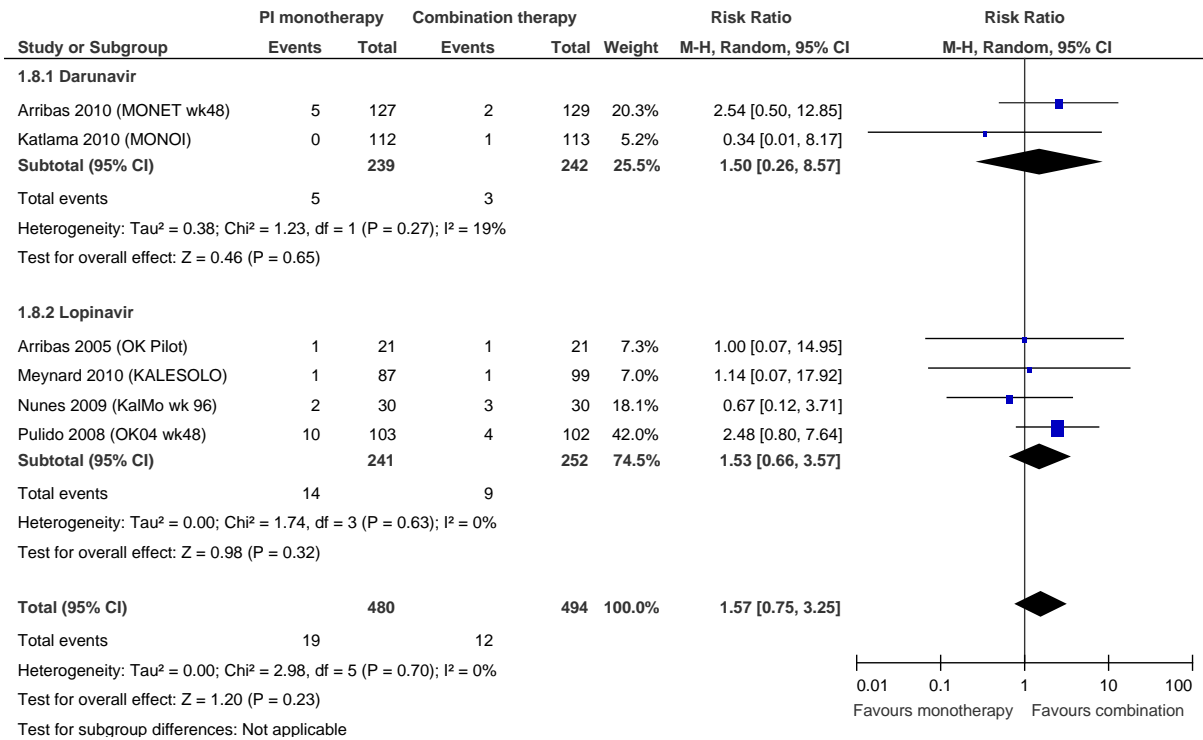 PI monotherapy Combination therapy Risk Ratio Risk Ratio
Study or Subgroup Events Total Events Total Weight M-H, Random, 95% CI M-H, Random, 95% CI
1.8.1 Darunavir
Arribas 2010 (MONET wk48) 5 127 2 129 20.3% 2.54 [0.50, 12.85]
Katlama 2010 (MONOI) 0 112 1 113 5.2% 0.34 [0.01, 8.17]
Subtotal (95% CI) 239 242 25.5% 1.50 [0.26, 8.57]
Total events 5 3
Heterogeneity: Tau² = 0.38; Chi² = 1.23, df = 1 (P = 0.27); I² = 19%
Test for overall effect: Z = 0.46 (P = 0.65)
1.8.2 Lopinavir
Arribas 2005 (OK Pilot) 1 21 1 21 7.3% 1.00 [0.07, 14.95]
Meynard 2010 (KALESOLO) 1 87 1 99 7.0% 1.14 [0.07, 17.92]
Nunes 2009 (KalMo wk 96) 2 30 3 30 18.1% 0.67 [0.12, 3.71]
Pulido 2008 (OK04 wk48) 10 103 4 102 42.0% 2.48 [0.80, 7.64]
Subtotal (95% CI) 241 252 74.5% 1.53 [0.66, 3.57]
Total events 14 9
Heterogeneity: Tau² = 0.00; Chi² = 1.74, df = 3 (P = 0.63); I² = 0%
Test for overall effect: Z = 0.98 (P = 0.32)
Total (95% CI) 480 494 100.0% 1.57 [0.75, 3.25]
Total events 19 12
Heterogeneity: Tau² = 0.00; Chi² = 2.98, df = 5 (P = 0.70); I² = 0%
Test for overall effect: Z = 1.20 (P = 0.23)
Test for subgroup differences: Not applicable
0.01 0.1 1 10 100
Favours monotherapy Favours combination